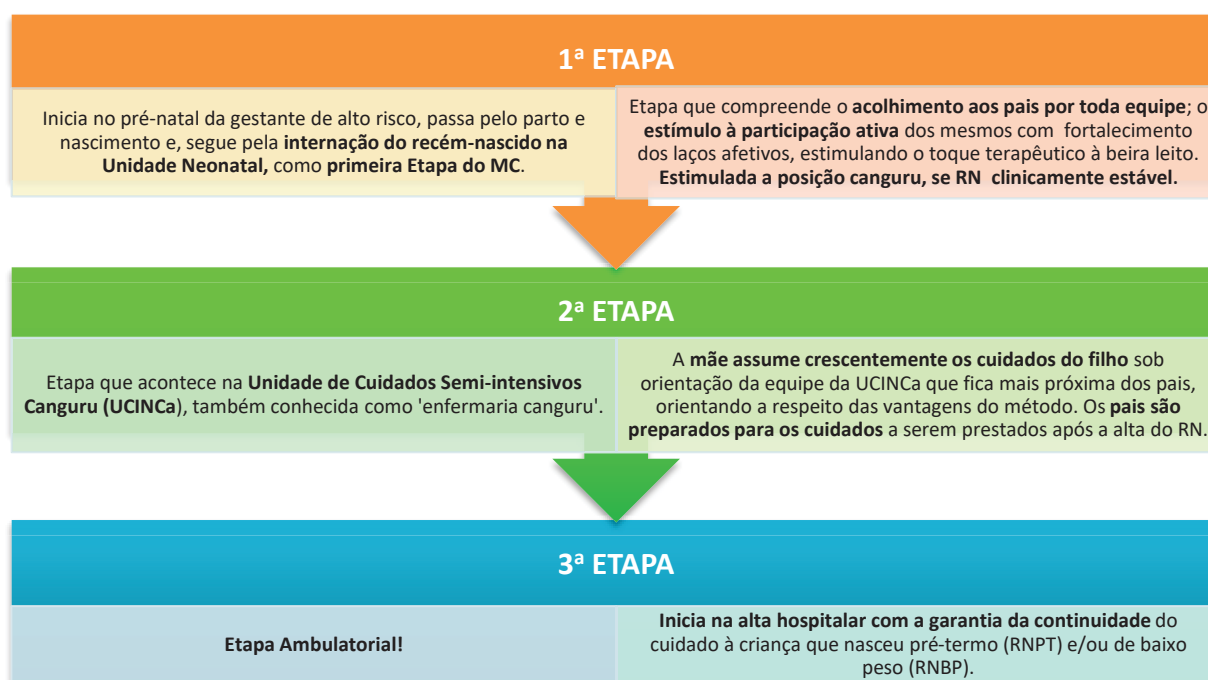 1ª ETAPA
Inicia no pré-natal da gestante de alto risco, passa pelo parto e
nascimento e, segue pela internação do recém-nascido na
Unidade Neonatal, como primeira Etapa do MC.
Etapa que compreende o acolhimento aos pais por toda equipe; o
estímulo à participação ativa dos mesmos com fortalecimento
dos laços afetivos, estimulando o toque terapêutico à beira leito.
Estimulada a posição canguru, se RN clinicamente estável.
2ª ETAPA
Etapa que acontece na Unidade de Cuidados Semi-intensivos
Canguru (UCINCa), também conhecida como 'enfermaria canguru'.
A mãe assume crescentemente os cuidados do filho sob
orientação da equipe da UCINCa que fica mais próxima dos pais,
orientando a respeito das vantagens do método. Os pais são
preparados para os cuidados a serem prestados após a alta do RN.
3ª ETAPA
Etapa Ambulatorial!
Inicia na alta hospitalar com a garantia da continuidade do
cuidado à criança que nasceu pré-termo (RNPT) e/ou de baixo
peso (RNBP).